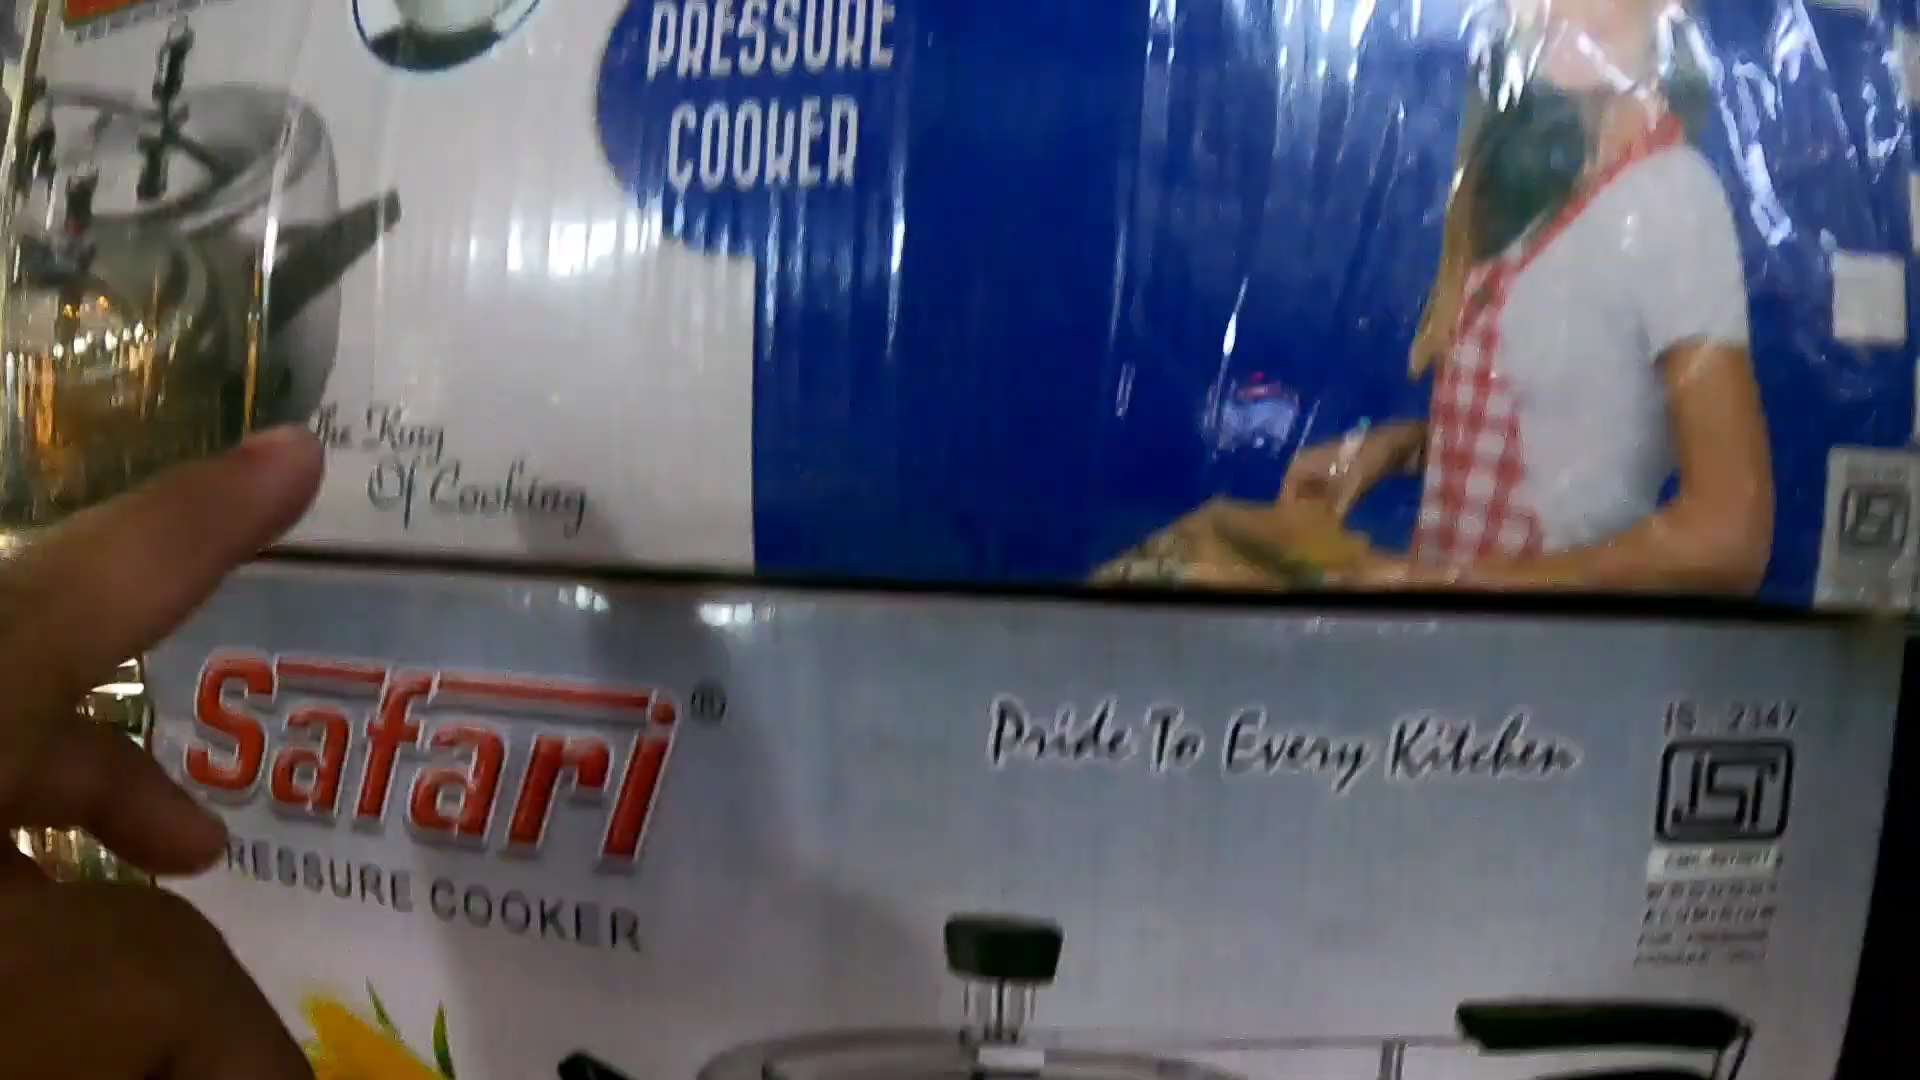 PRESSURE
COOKER
The King
Of Cooking
Safari®
RESSURE COOKER
Pride To Every Kitchen
IS : 2347
ISI